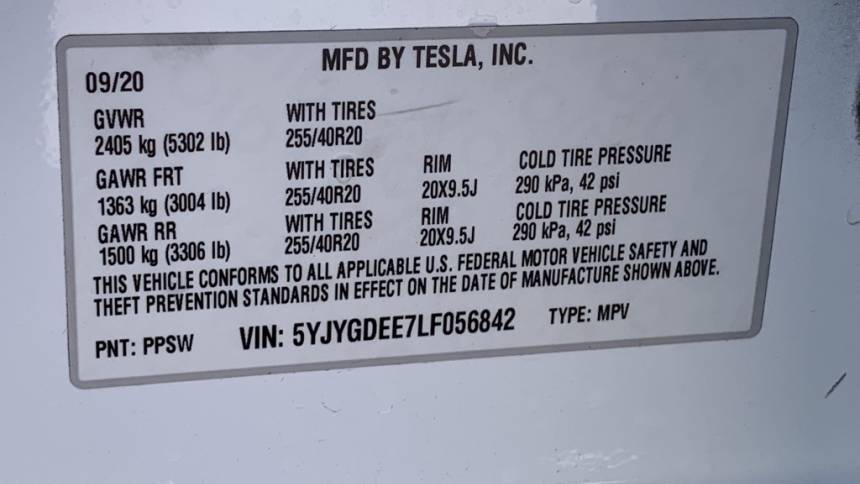 MFD BY TESLA, INC.
09/20
GVWR WITH TIRES
2405 kg (5302 lb) 255/40R20
GAWR FRT WITH TIRES RIM COLD TIRE PRESSURE
1363 kg (3004 lb) 255/40R20 20X9.5J 290 kPa, 42 psi
GAWR RR WITH TIRES RIM COLD TIRE PRESSURE
1500 kg (3306 lb) 255/40R20 20X9.5J 290 kPa, 42 psi
THIS VEHICLE CONFORMS TO ALL APPLICABLE U.S. FEDERAL MOTOR VEHICLE SAFETY AND
THEFT PREVENTION STANDARDS IN EFFECT ON THE DATE OF MANUFACTURE SHOWN ABOVE.
PNT: PPSW VIN: 5YJYGDEE7LF056842 TYPE: MPV